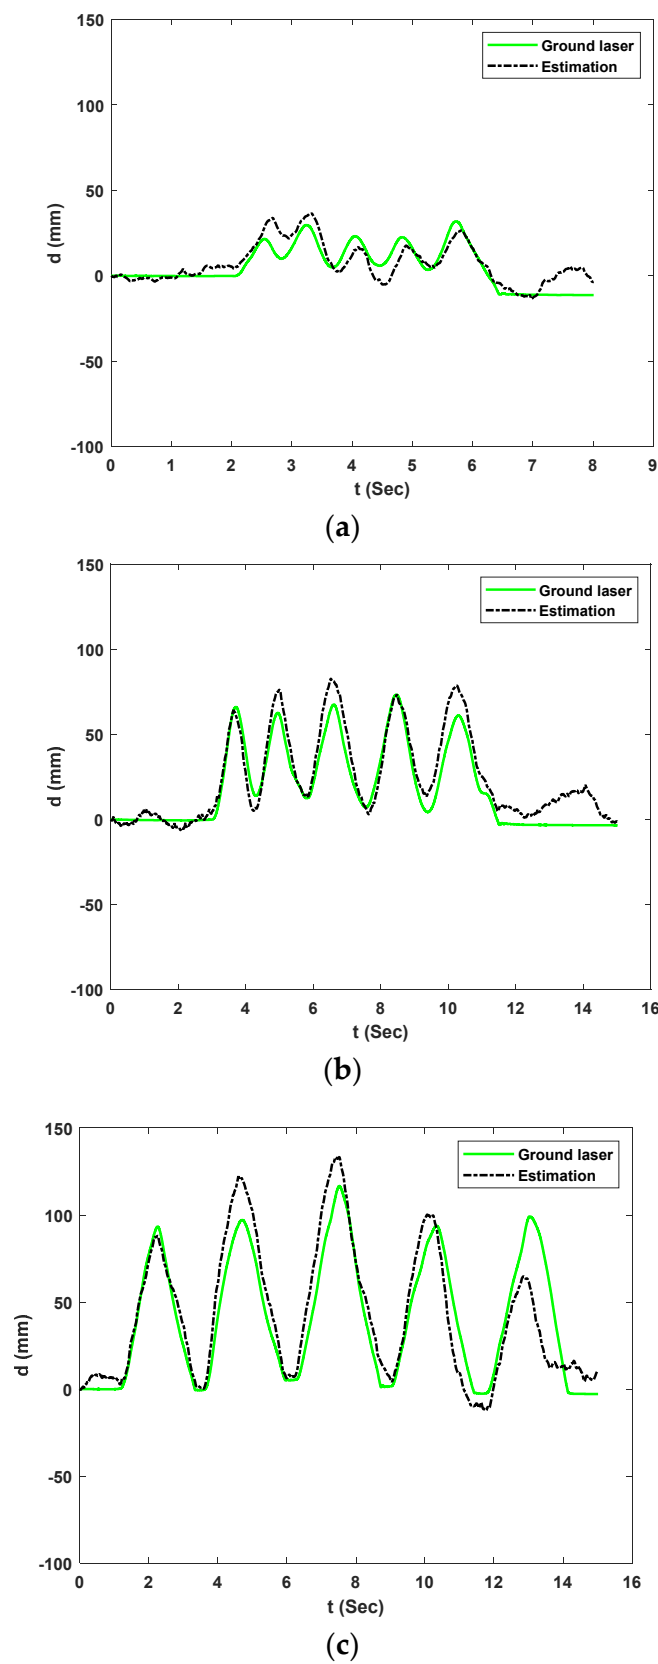 150
100
50
0
-50
-100
d (mm)
Ground laser
Estimation
0 1 2 3 4 5 6 7 8 9
t (Sec)
(a)
150
100
50
0
-50
-100
d (mm)
Ground laser
Estimation
0 2 4 6 8 10 12 14 16
t (Sec)
(b)
150
100
50
0
-50
-100
d (mm)
Ground laser
Estimation
0 2 4 6 8 10 12 14 16
t (Sec)
(c)